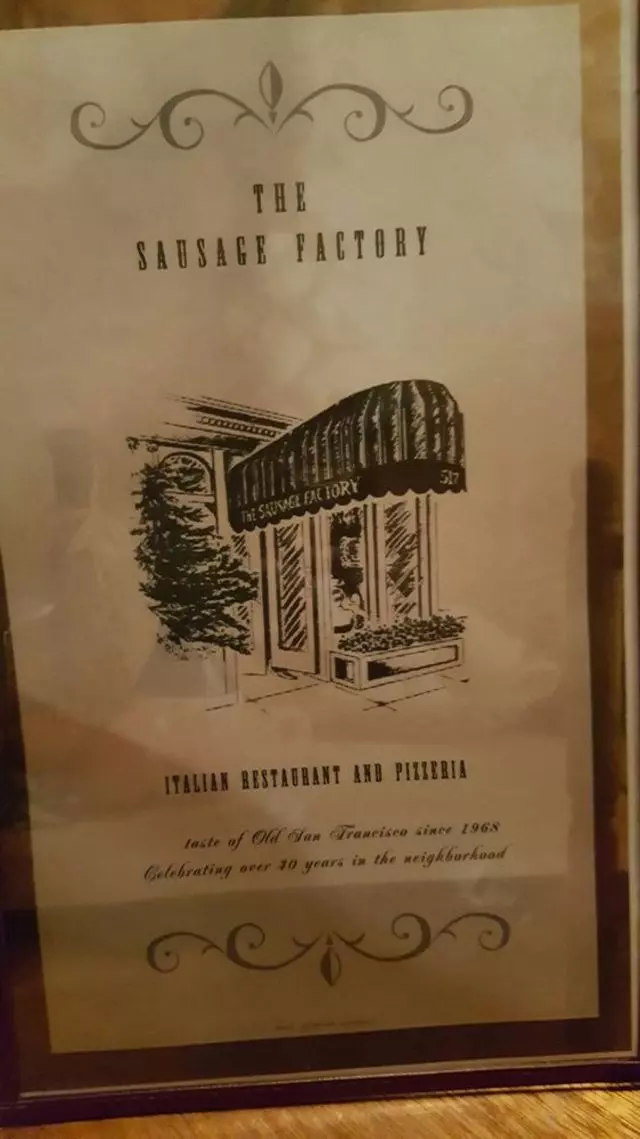 THE
SAUSAGE FACTORY
THE SAUSAGE FACTORY
517
ITALIAN RESTAURANT AND PIZZERIA
taste of Old San Francisco since 1968
Celebrating over 40 years in the neighborhood